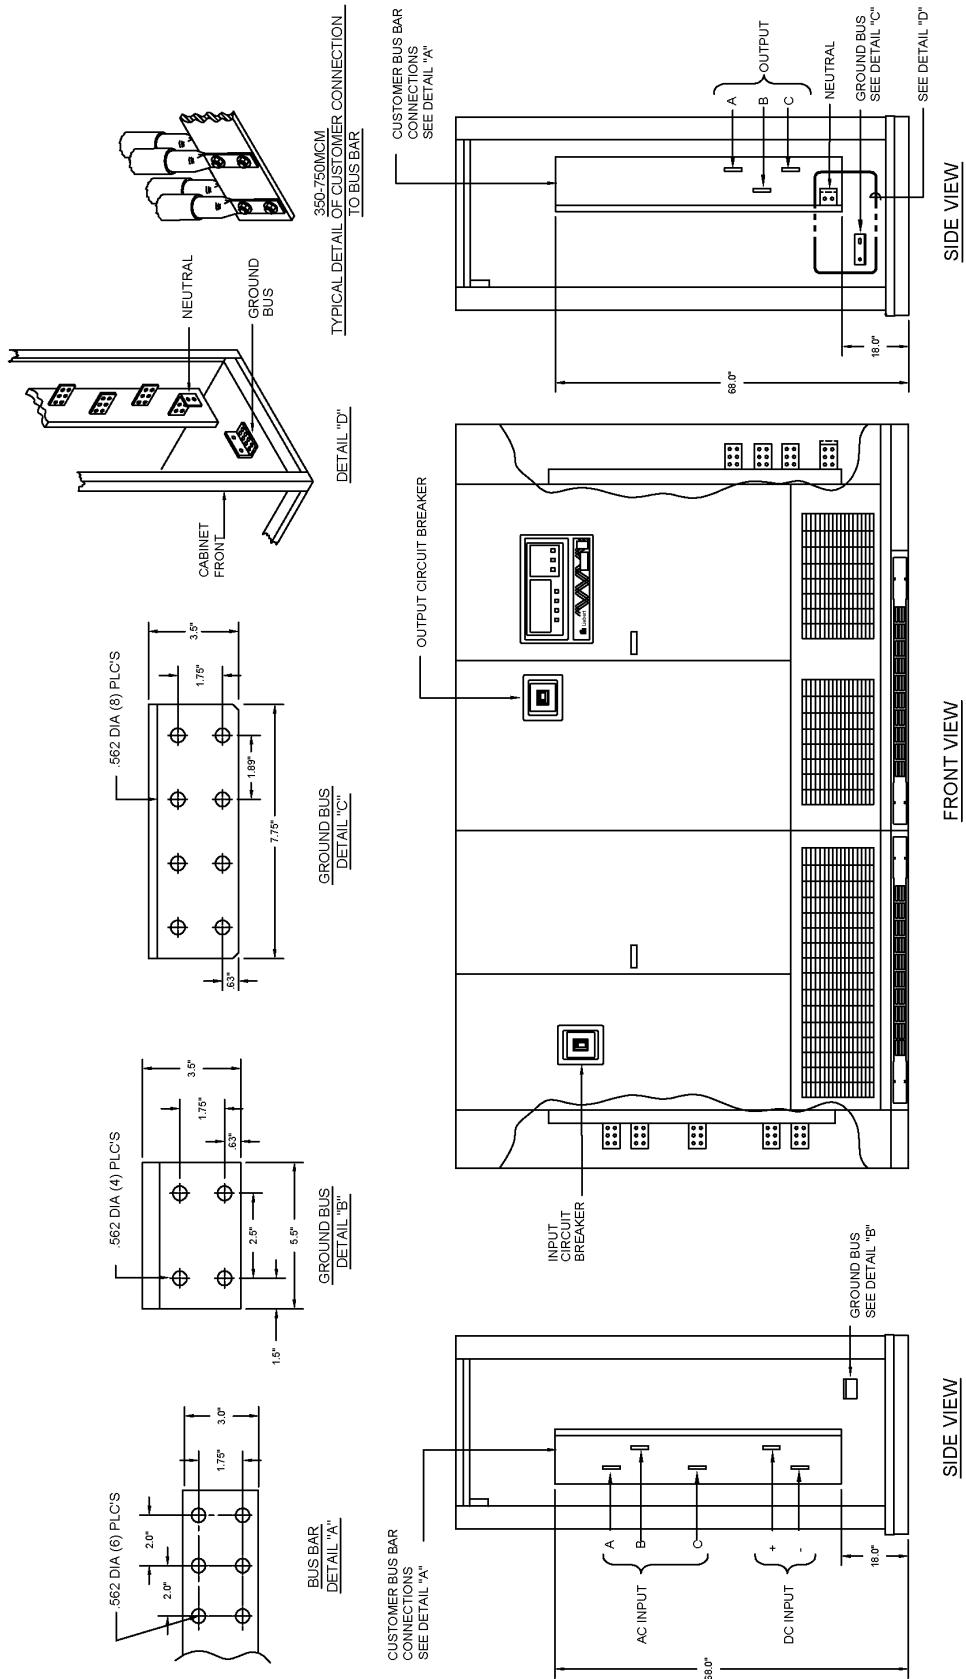 .562 DIA (6) PLC'S
2.0"
2.0"
1.75"
3.0"
BUS BAR
DETAIL "A"
.562 DIA (4) PLC'S
1.75"
3.5"
.63"
2.5"
5.5"
1.5"
GROUND BUS
DETAIL "B"
.562 DIA (8) PLC'S
3.5"
1.75"
1.89"
7.75"
.63"
GROUND BUS
DETAIL "C"
CABINET
FRONT
NEUTRAL
GROUND
BUS
DETAIL "D"
350-750MCM
TYPICAL DETAIL OF CUSTOMER CONNECTION
TO BUS BAR
CUSTOMER BUS BAR
CONNECTIONS
SEE DETAIL "A"
A
B
C
AC INPUT
+
-
DC INPUT
68.0"
18.0"
GROUND BUS
SEE DETAIL "B"
SIDE VIEW
INPUT
CIRCUIT
BREAKER
OUTPUT CIRCUIT BREAKER
Liebert
FRONT VIEW
CUSTOMER BUS BAR
CONNECTIONS
SEE DETAIL "A"
A
B
C
OUTPUT
NEUTRAL
GROUND BUS
SEE DETAIL "C"
SEE DETAIL "D"
68.0"
18.0"
SIDE VIEW